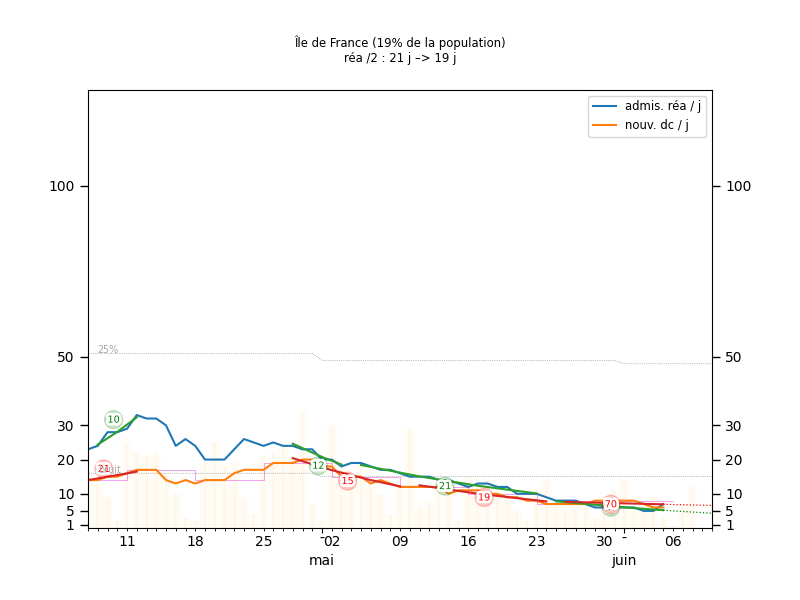 Île de France (19% de la population)
réa /2 : 21 j –> 19 j
admis. réa / j
nouv. dc / j
100 100
50 50
25%
30 30
20 20
10 10
5 5
1 1
10
21
12
15
21
19
70
11 18 25 02 09 16 23 30 06
mai juin